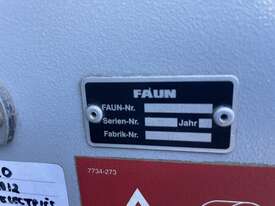 FAUN
FAUN-Nr.
Serien-Nr. Jahr
Fabrik-Nr.
7734-273